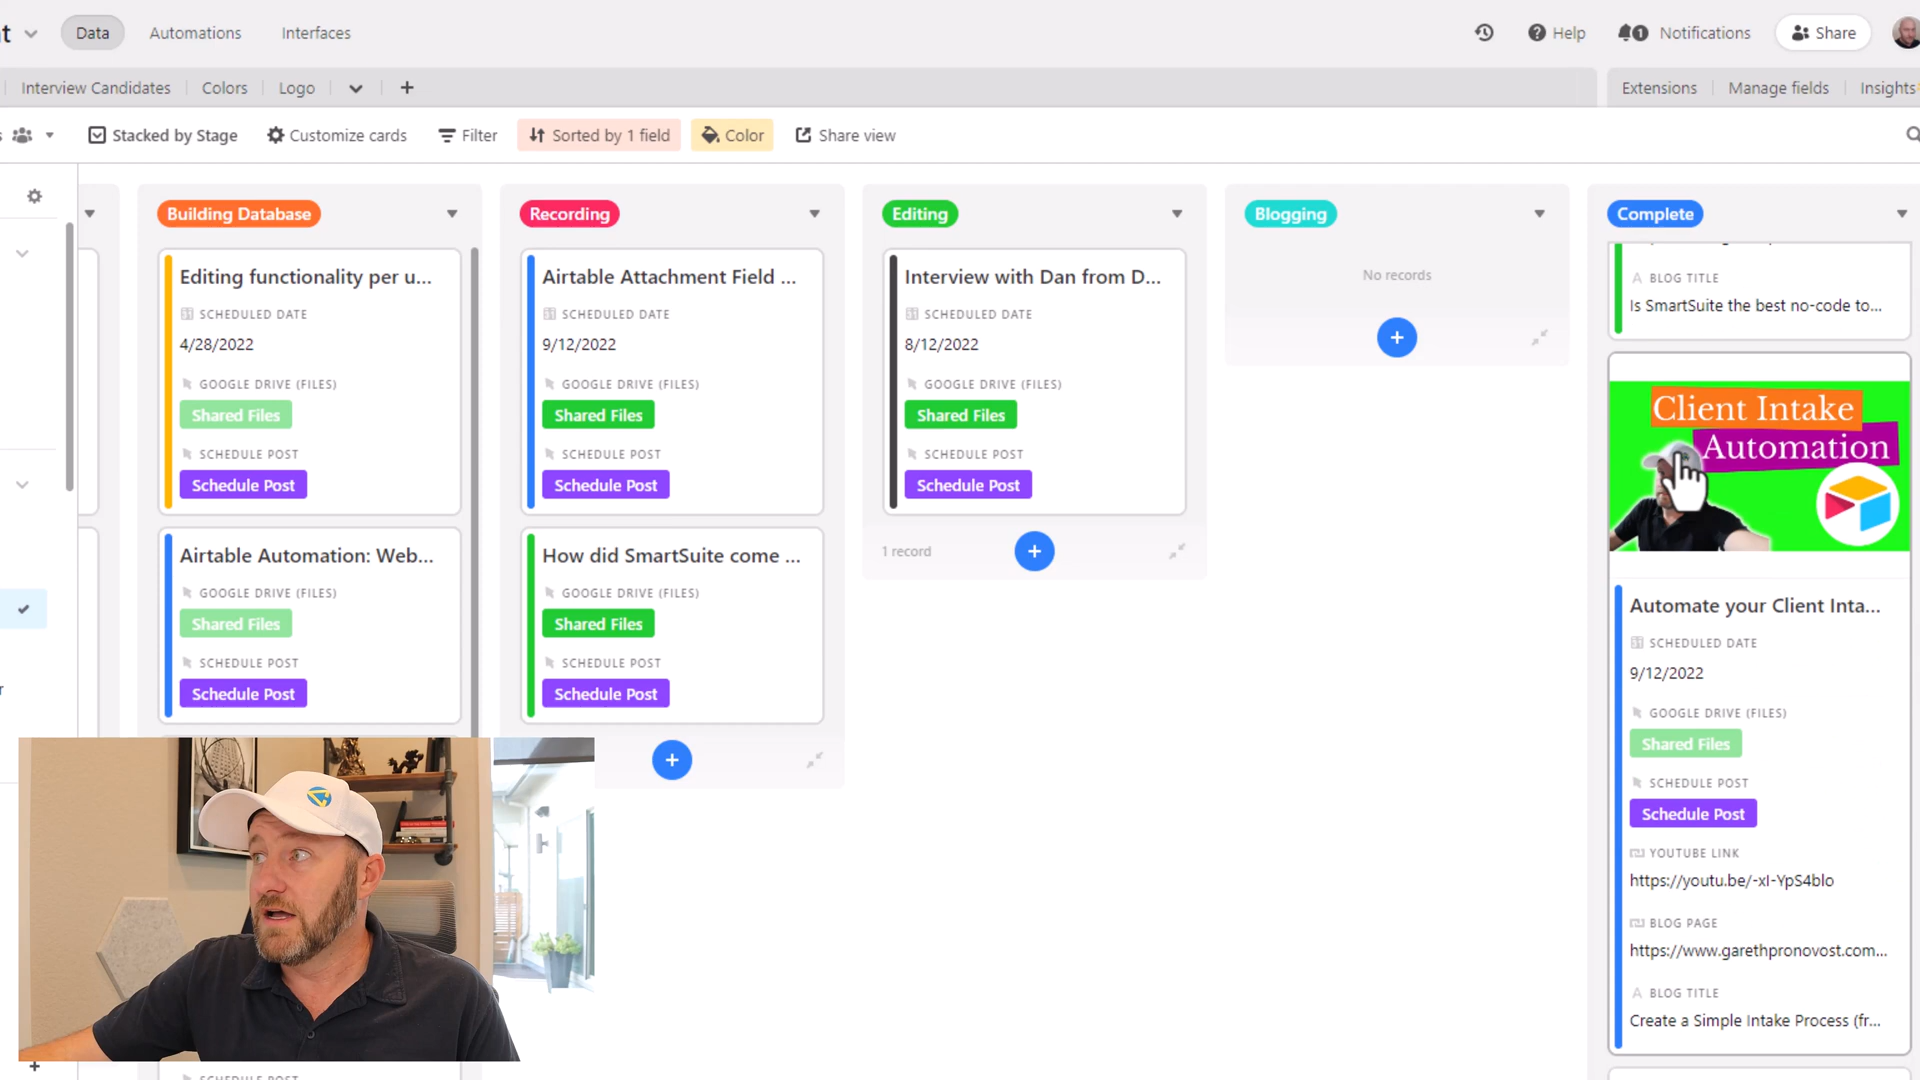 Data
Automations
Interfaces
Help
1
Notifications
Share
Interview Candidates
Colors
Logo
Extensions
Manage fields
Insights
Stacked by Stage
Customize cards
Filter
Sorted by 1 field
Color
Share view
Building Database
Editing functionality per u...
SCHEDULED DATE
4/28/2022
GOOGLE DRIVE (FILES)
Shared Files
SCHEDULE POST
Schedule Post
Airtable Automation: Web...
GOOGLE DRIVE (FILES)
Shared Files
SCHEDULE POST
Schedule Post
SCHEDULE POST
Recording
Airtable Attachment Field ...
SCHEDULED DATE
9/12/2022
GOOGLE DRIVE (FILES)
Shared Files
SCHEDULE POST
Schedule Post
How did SmartSuite come ...
GOOGLE DRIVE (FILES)
Shared Files
SCHEDULE POST
Schedule Post
Editing
Interview with Dan from D...
SCHEDULED DATE
8/12/2022
GOOGLE DRIVE (FILES)
Shared Files
SCHEDULE POST
Schedule Post
1 record
Blogging
No records
Complete
BLOG TITLE
Is SmartSuite the best no-code to...
Client Intake
Automation
Automate your Client Inta...
SCHEDULED DATE
9/12/2022
GOOGLE DRIVE (FILES)
Shared Files
SCHEDULE POST
Schedule Post
YOUTUBE LINK
https://youtu.be/-xI-YpS4blo
BLOG PAGE
https://www.garethpronovost.com...
BLOG TITLE
Create a Simple Intake Process (fr...